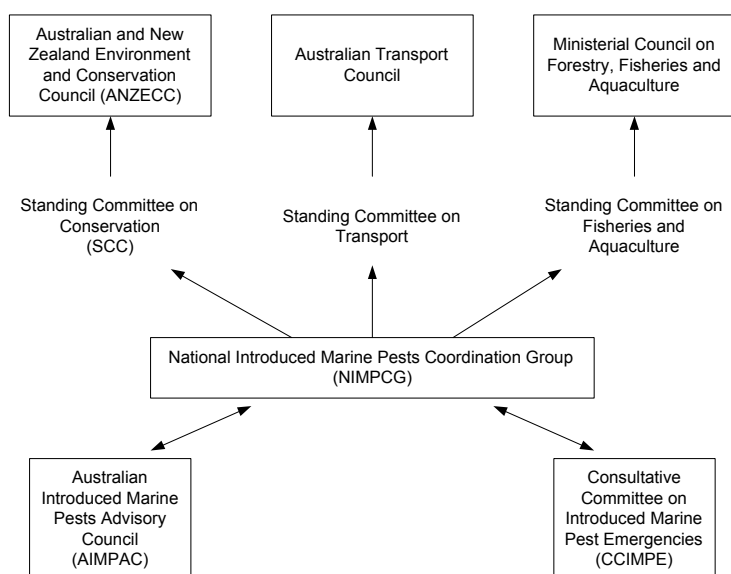 Australian and New
Zealand Environment
and Conservation
Council (ANZECC)
Australian Transport
Council
Ministerial Council on
Forestry, Fisheries and
Aquaculture
Standing Committee on
Conservation
(SCC)
Standing Committee on
Transport
Standing Committee on
Fisheries and
Aquaculture
National Introduced Marine Pests Coordination Group
(NIMPCG)
Australian
Introduced Marine
Pests Advisory
Council
(AIMPAC)
Consultative
Committee on
Introduced Marine
Pest Emergencies
(CCIMPE)